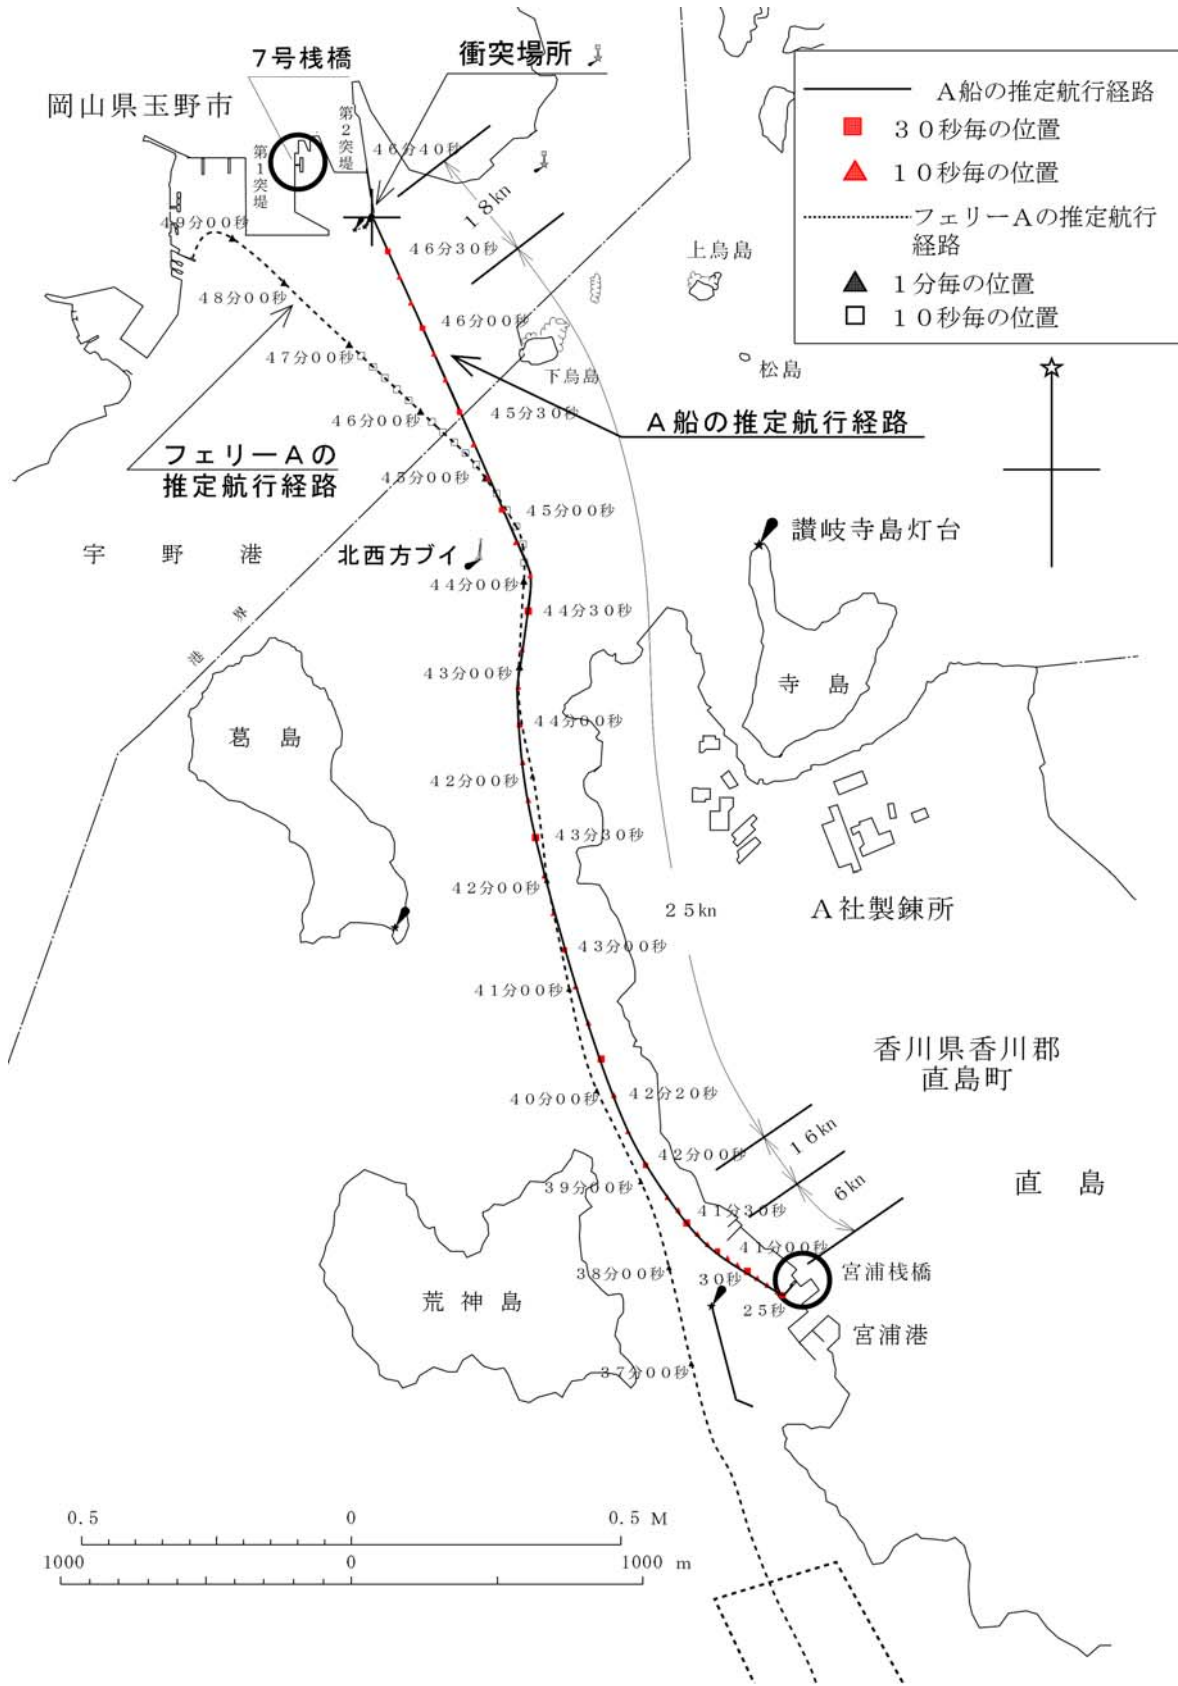 7号桟橋
衝突場所
岡山県玉野市
第2突堤
第1突堤
A船の推定航行経路
30秒毎の位置
10秒毎の位置
フェリーAの推定航行
経路
1分毎の位置
10秒毎の位置
46分40秒
18kn
49分00秒
46分30秒
上烏島
48分00秒
46分00秒
47分00秒
下烏島
松島
46分00秒
45分30秒
A船の推定航行経路
フェリーAの
推定航行経路
45分00秒
45分00秒
讃岐寺島灯台
宇野港
北西方ブイ
44分00秒
44分30秒
港界
43分00秒
寺島
44分00秒
葛島
42分00秒
43分30秒
42分00秒
25kn
A社製錬所
43分00秒
41分00秒
香川県香川郡
直島町
40分00秒
42分20秒
16kn
42分00秒
39分00秒
6kn
直島
41分30秒
41分00秒
38分00秒
30秒
宮浦桟橋
荒神島
25秒
宮浦港
37分00秒
0.5 0 0.5 M
1000 0 1000 m